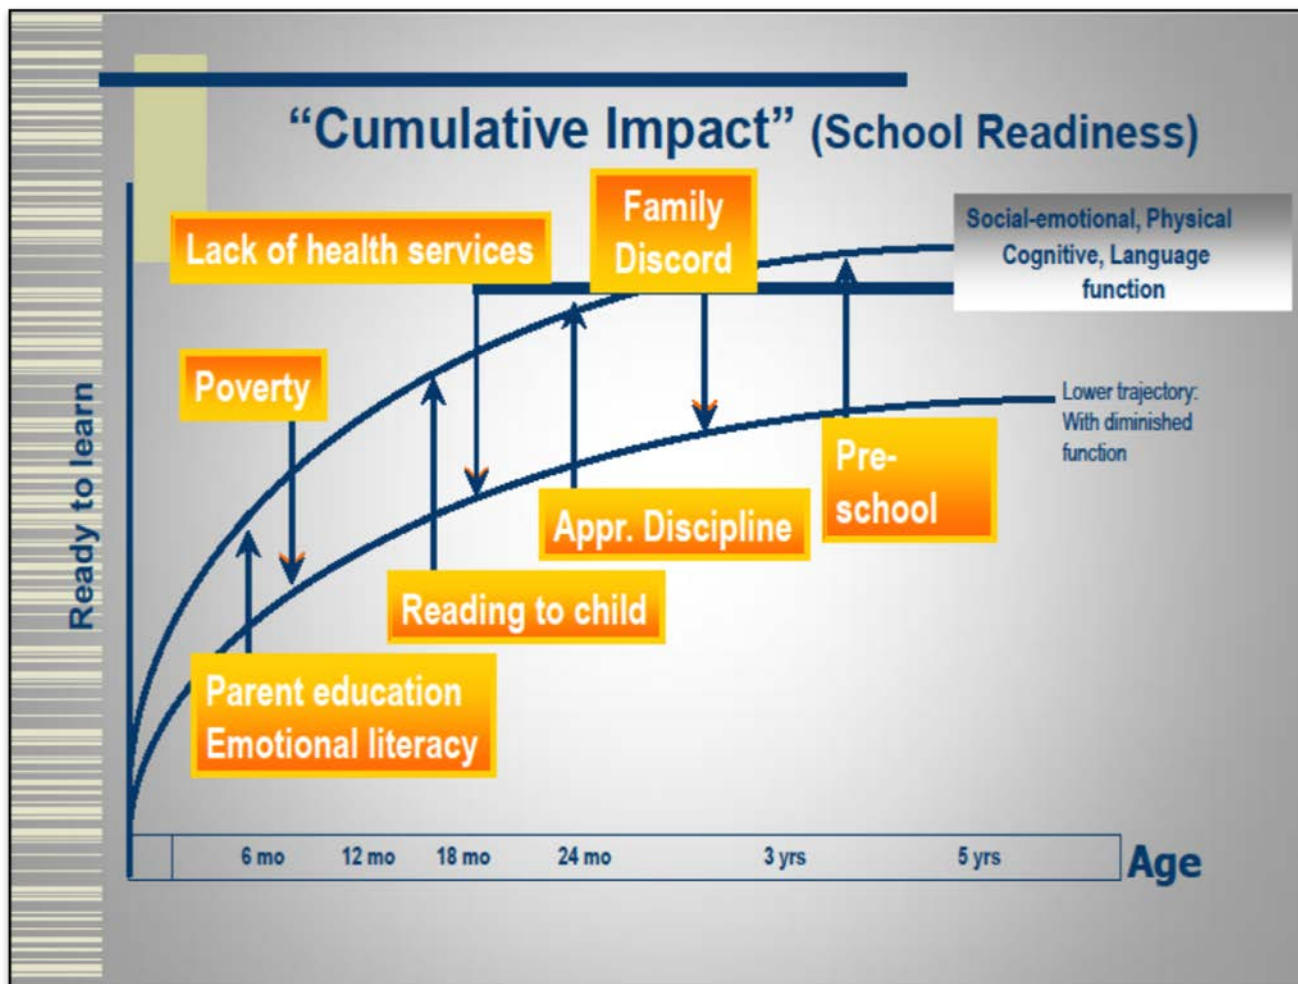 “Cumulative Impact” (School Readiness)
Family
Discord
Lack of health services
Social-emotional, Physical
Cognitive, Language
function
Poverty
Lower trajectory:
With diminished
function
Ready to learn
Pre-
school
Appr. Discipline
Reading to child
Parent education
Emotional literacy
6 mo 12 mo 18 mo 24 mo 3 yrs 5 yrs
Age